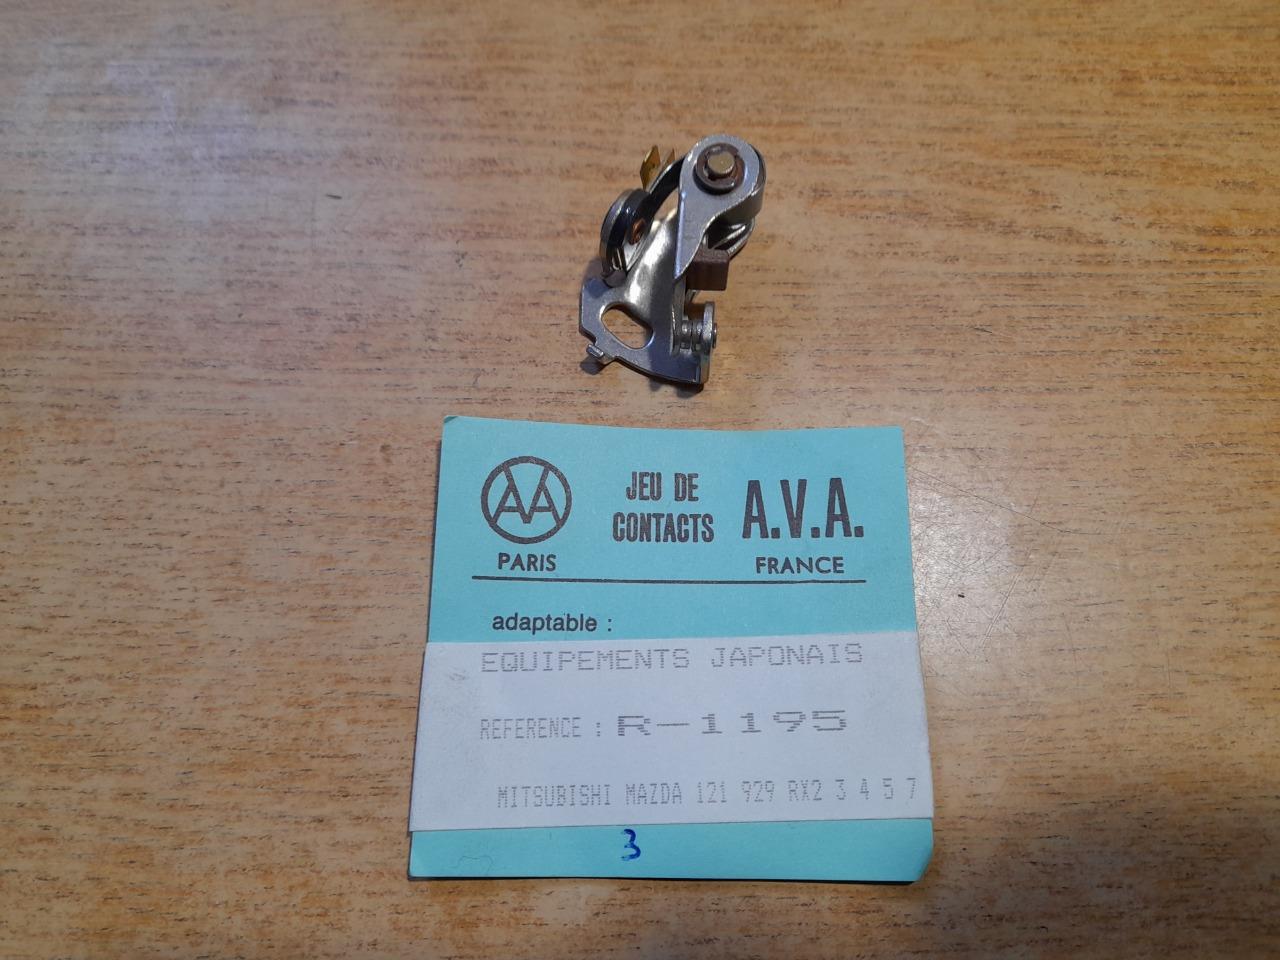 AVA
PARIS
JEU DE
CONTACTS
A.V.A.
FRANCE
adaptable :
EQUIPEMENTS JAPONAIS
REFERENCE : R-1195
MITSUBISHI MAZDA 121 929 RX2 3 4 5 7
3